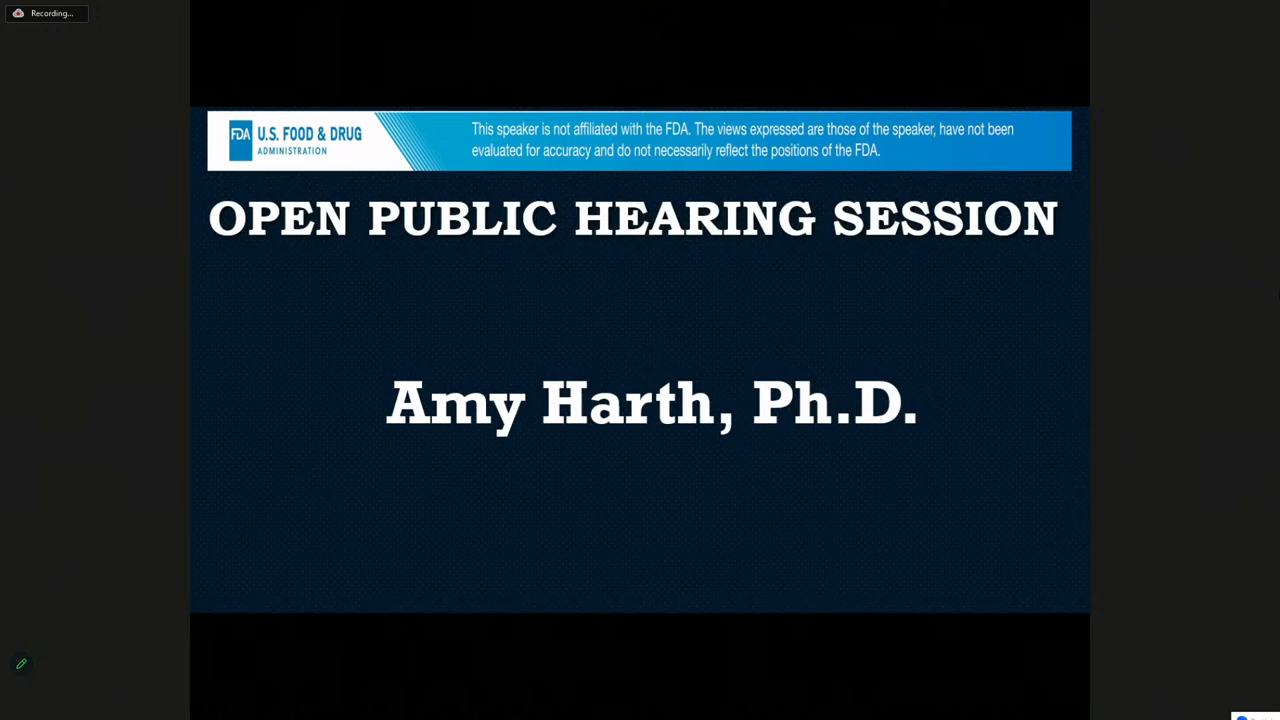 Recording...
FDA U.S. FOOD & DRUG
ADMINISTRATION
This speaker is not affiliated with the FDA. The views expressed are those of the speaker, have not been
evaluated for accuracy and do not necessarily reflect the positions of the FDA.
OPEN PUBLIC HEARING SESSION
Amy Harth, Ph.D.